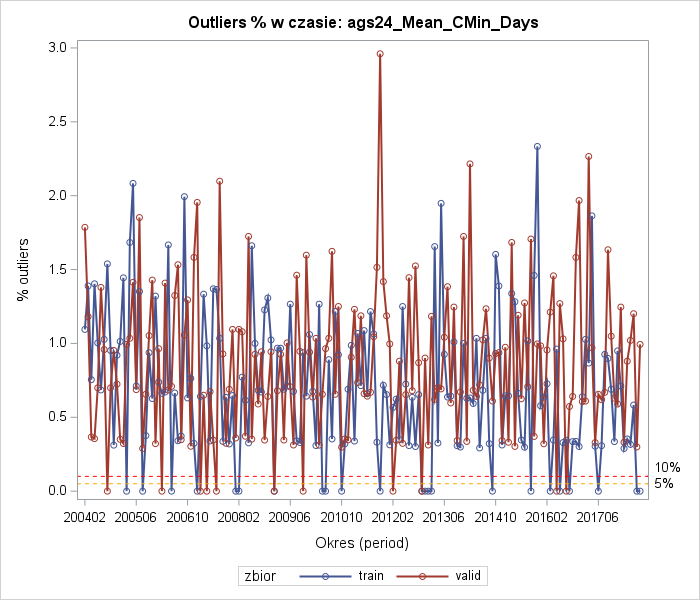 Outliers % w czasie: ags24_Mean_CMin_Days
% outliers
3.0
2.5
2.0
1.5
1.0
0.5
0.0
10%
5%
200402 200506 200610 200802 200906 201010 201202 201306 201410 201602 201706
Okres (period)
zbior train valid